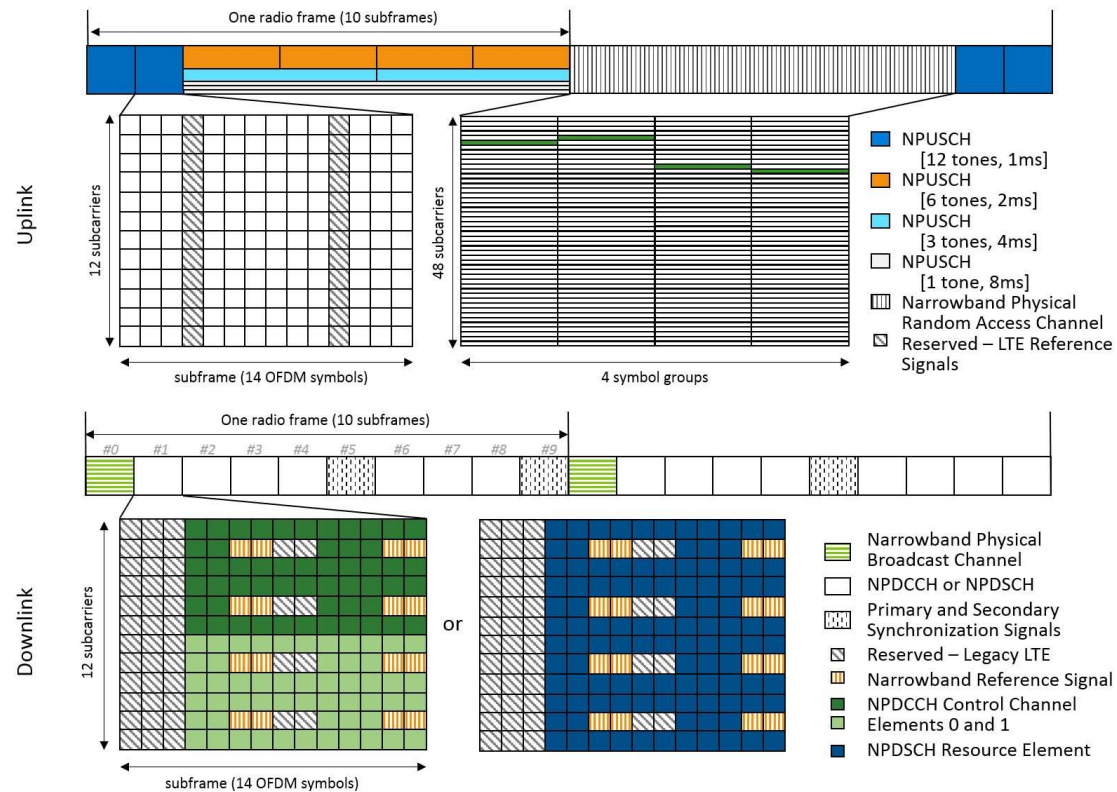 One radio frame (10 subframes)
Uplink
12 subcarriers
subframe (14 OFDM symbols)
48 subcarriers
4 symbol groups
NPUSCH
[12 tones, 1ms]
NPUSCH
[6 tones, 2ms]
NPUSCH
[3 tones, 4ms]
NPUSCH
[1 tone, 8ms]
Narrowband Physical
Random Access Channel
Reserved – LTE Reference
Signals
One radio frame (10 subframes)
#0 #1 #2 #3 #4 #5 #6 #7 #8 #9
Downlink
12 subcarriers
or
subframe (14 OFDM symbols)
Narrowband Physical
Broadcast Channel
NPDCCH or NPDSCH
Primary and Secondary
Synchronization Signals
Reserved – Legacy LTE
Narrowband Reference Signal
NPDCCH Control Channel
Elements 0 and 1
NPDSCH Resource Element